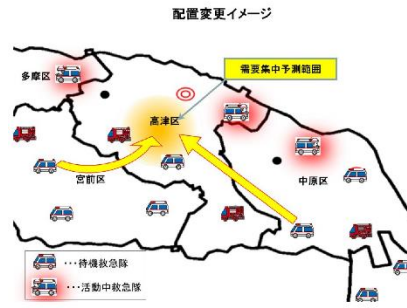 配置変更イメージ
需要集中予測範囲
多摩区
高津区
宮前区
中原区
・・・待機救急隊
・・・活動中救急隊